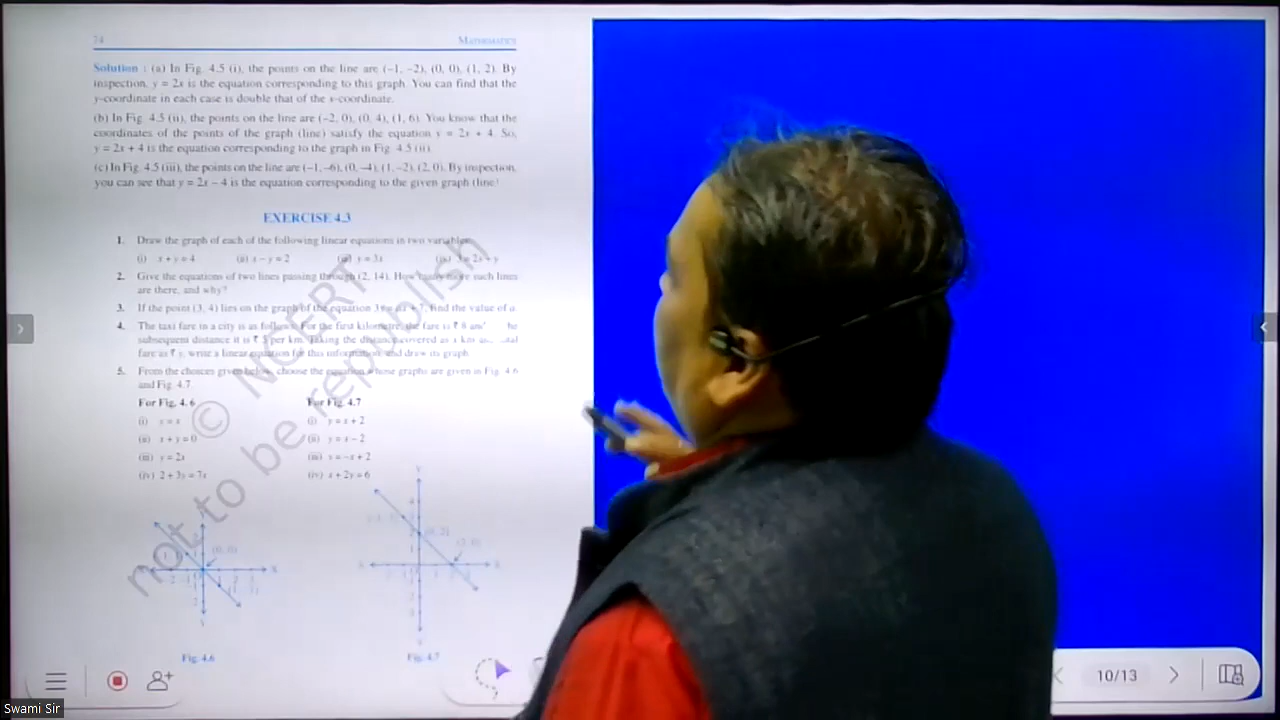 74 Mathematics
Solution : (a) In Fig. 4.5 (i), the points on the line are (–1, –2), (0, 0), (1, 2). By
inspection, y = 2x is the equation corresponding to this graph. You can find that the
y-coordinate in each case is double that of the x-coordinate.
(b) In Fig. 4.5 (ii), the points on the line are (–2, 0), (0, 4), (1, 6). You know that the
coordinates of the points of the graph (line) satisfy the equation y = 2x + 4. So,
y = 2x + 4 is the equation corresponding to the graph in Fig. 4.5 (ii).
(c) In Fig. 4.5 (iii), the points on the line are (–1, –6), (0, –4), (1, –2), (2, 0). By inspection,
you can see that y = 2x – 4 is the equation corresponding to the given graph (line).
EXERCISE 4.3
1. Draw the graph of each of the following linear equations in two variables:
(i) x + y = 4 (ii) x – y = 2 (iii) y = 3x (iv) 3 = 2x + y
2. Give the equations of two lines passing through (2, 14). How many more such lines
are there, and why?
3. If the point (3, 4) lies on the graph of the equation 3y = ax + 7, find the value of a.
4. The taxi fare in a city is as follows: For the first kilometre, the fare is ₹ 8 and
subsequent distance it is ₹ 5 per km. Taking the distance covered as x km and
fare as ₹ y, write a linear equation for this information, and draw its graph.
5. From the choices given below, choose the equation whose graphs are given in Fig. 4.6
and Fig. 4.7.
For Fig. 4. 6 For Fig. 4.7
(i) y = x (i) y = x + 2
(ii) x + y = 0 (ii) y = x – 2
(iii) y = 2x (iii) y = –x + 2
(iv) 2 + 3y = 7x (iv) x + 2y = 6
(0, 0) (0, 2)
Fig. 4.6 Fig. 4.7
© NCERT
not to be republish
10/13
Swami Sir